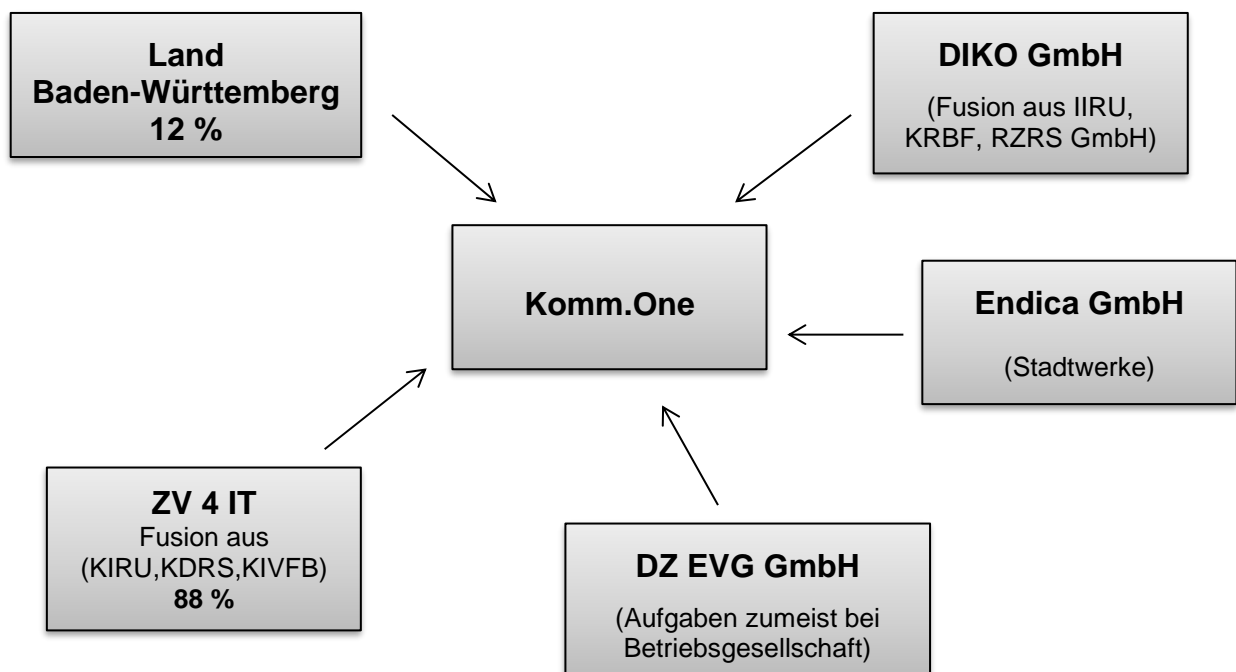 Land
Baden-Württemberg
12 %
DIKO GmbH
(Fusion aus IIRU,
KRBF, RZRS GmbH)
Komm.One
Endica GmbH
(Stadtwerke)
ZV 4 IT
Fusion aus
(KIRU,KDRS,KIVFB)
88 %
DZ EVG GmbH
(Aufgaben zumeist bei
Betriebsgesellschaft)